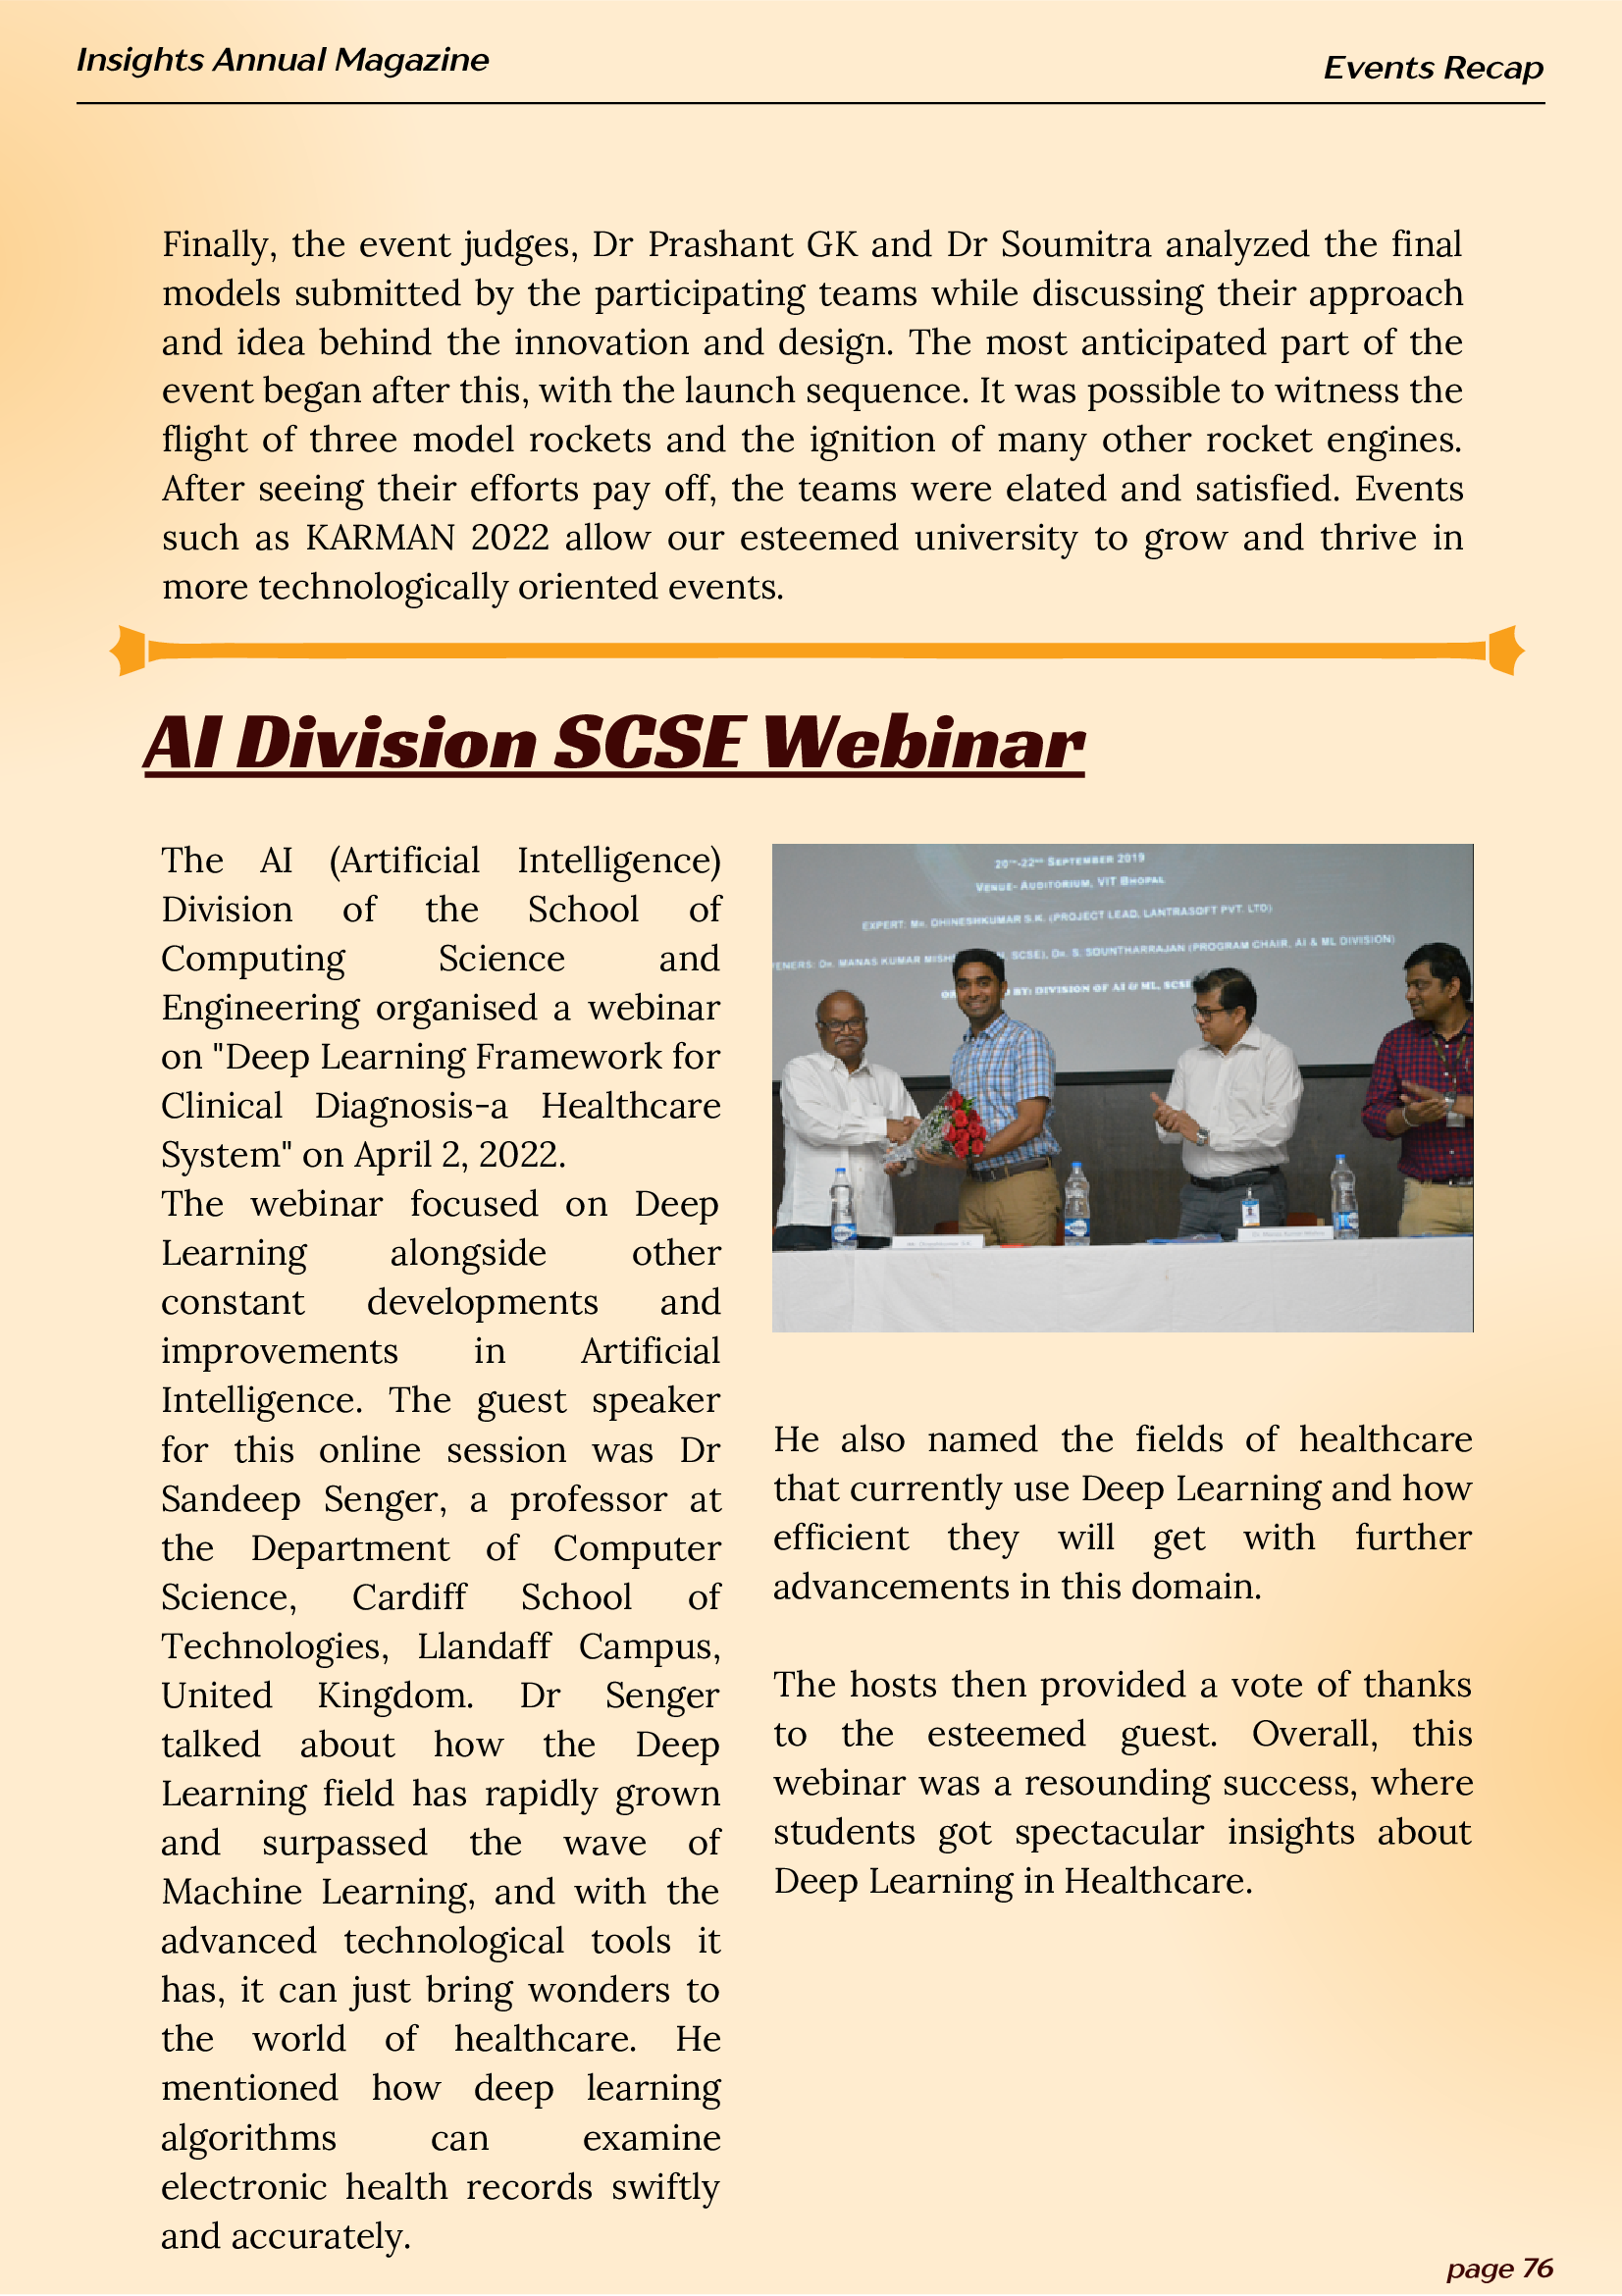 Insights Annual Magazine
Events Recap
Finally, the event judges, Dr Prashant GK and Dr Soumitra analyzed the final
models submitted by the participating teams while discussing their approach
and idea behind the innovation and design. The most anticipated part of the
event began after this, with the launch sequence. It was possible to witness the
flight of three model rockets and the ignition of many other rocket engines.
After seeing their efforts pay off, the teams were elated and satisfied. Events
such as KARMAN 2022 allow our esteemed university to grow and thrive in
more technologically oriented events.
AI Division SCSE Webinar
The AI (Artificial Intelligence)
Division of the School of
Computing Science and
Engineering organised a webinar
on "Deep Learning Framework for
Clinical Diagnosis-a Healthcare
System" on April 2, 2022.
The webinar focused on Deep
Learning alongside other
constant developments and
improvements in Artificial
Intelligence. The guest speaker
for this online session was Dr
Sandeep Senger, a professor at
the Department of Computer
Science, Cardiff School of
Technologies, Llandaff Campus,
United Kingdom. Dr Senger
talked about how the Deep
Learning field has rapidly grown
and surpassed the wave of
Machine Learning, and with the
advanced technological tools it
has, it can just bring wonders to
the world of healthcare. He
mentioned how deep learning
algorithms can examine
electronic health records swiftly
and accurately.
20TH-22ND SEPTEMBER 2019
VENUE- AUDITORIUM, VIT BHOPAL
EXPERT: MR. DHINESHKUMAR S.K. (PROJECT LEAD, LANTRASOFT PVT. LTD)
ENERS: DR. MANAS KUMAR MISH N, SCSE), DR. S. SOUNTHARRAJAN (PROGRAM CHAIR, AI & ML DIVISION)
BY: DIVISION OF AI & ML, SCSE
He also named the fields of healthcare
that currently use Deep Learning and how
efficient they will get with further
advancements in this domain.
The hosts then provided a vote of thanks
to the esteemed guest. Overall, this
webinar was a resounding success, where
students got spectacular insights about
Deep Learning in Healthcare.
page 76